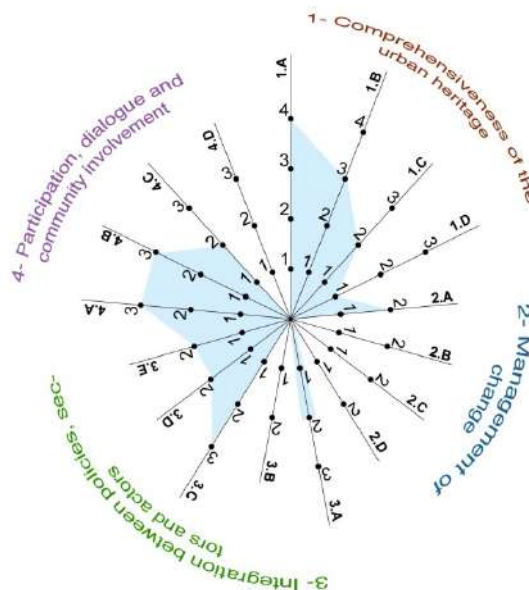 1- Comprehensiveness of the
urban heritage
1.A
4
3
2
1
1.B
4
3
2
1
1.C
3
2
1
1.D
3
2
1
2- Management of
change
2.A
2
1
2.B
2
1
2.C
2
1
2.D
2
1
3- Integration between policies, sec-
tors and actors
3.A
3
2
1
3.B
2
1
3.C
3
2
1
3.D
2
1
3.E
2
1
4- Participation, dialogue and
community involvement
4.A
3
2
1
4.B
3
2
1
4.C
3
2
1
4.D
3
2
1